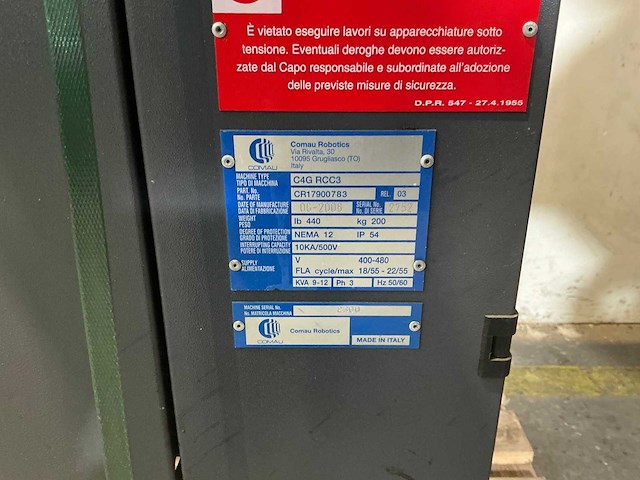 È vietato eseguire lavori su apparecchiature sotto
tensione. Eventuali deroghe devono essere autoriz-
zate dal Capo responsabile e subordinate all'adozione
delle previste misure di sicurezza.
D.P.R. 547 - 27.4.1955
COMAU
Comau Robotics
Via Rivalta, 30
10095 Grugliasco (TO)
Italy
MACHINE TYPE
TIPO DI MACCHINA
C4G RCC3
PART. No.
No. PARTE
CR17900783
REL. 03
DATE OF MANUFACTURE
DATA DI FABBRICAZIONE
SERIAL No.
No. DI SERIE
WEIGHT
PESO
lb 440 kg 200
DEGREE OF PROTECTION
GRADO DI PROTEZIONE
NEMA 12 IP 54
INTERRUPTING CAPACITY
POTERE DI INTERRUZIONE
10KA/500V
SUPPLY
ALIMENTAZIONE
V 400-480
FLA cycle/max 18/55 - 22/55
KVA 9-12 Ph 3 Hz 50/60
MACHINE SERIAL No.
No. MATRICOLA MACCHINA
COMAU
Comau Robotics
MADE IN ITALY